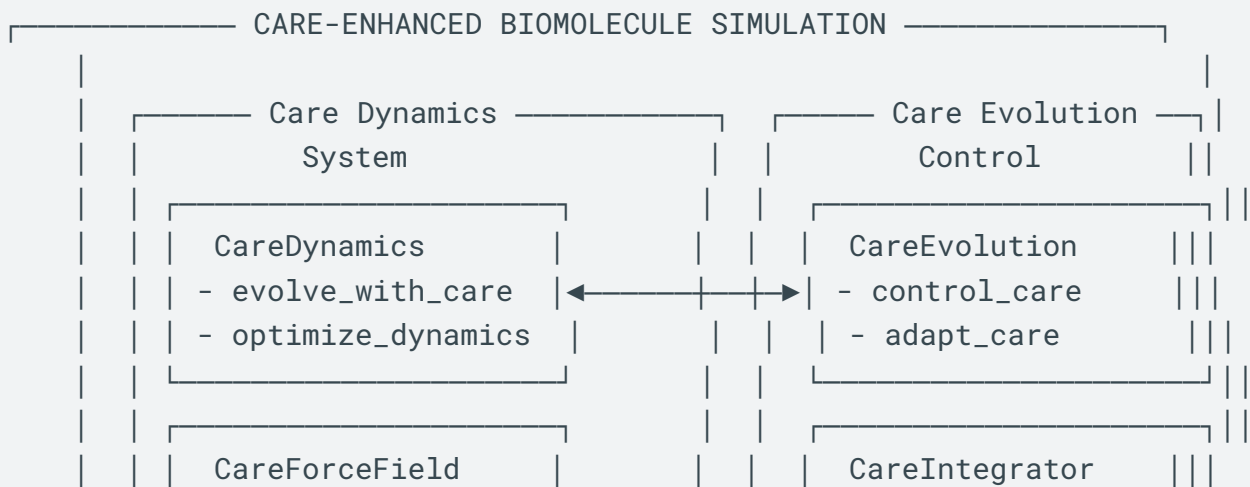 CARE-ENHANCED BIOMOLECULE SIMULATION
Care Dynamics Care Evolution
System Control
CareDynamics CareEvolution
- evolve_with_care - control_care
- optimize_dynamics - adapt_care
CareForceField CareIntegrator